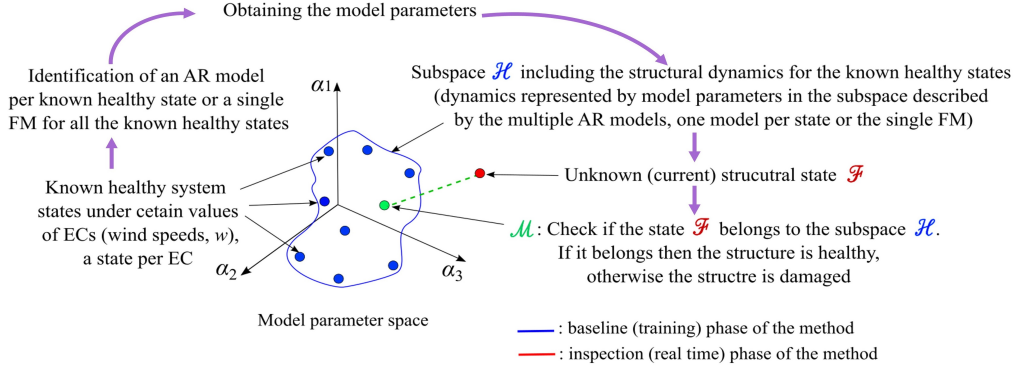 Obtaining the model parameters
Identification of an AR model
per known healthy state or a single
FM for all the known healthy states
Known healthy system
states under cetain values
of ECs (wind speeds, w),
a state per EC
α1
α2
α3
Model parameter space
Subspace ℋ including the structural dynamics for the known healthy states
(dynamics represented by model parameters in the subspace described
by the multiple AR models, one model per state or the single FM)
Unknown (current) strucutral state ℱ
ℳ: Check if the state ℱ belongs to the subspace ℋ.
If it belongs then the structure is healthy,
otherwise the structre is damaged
: baseline (training) phase of the method
: inspection (real time) phase of the method